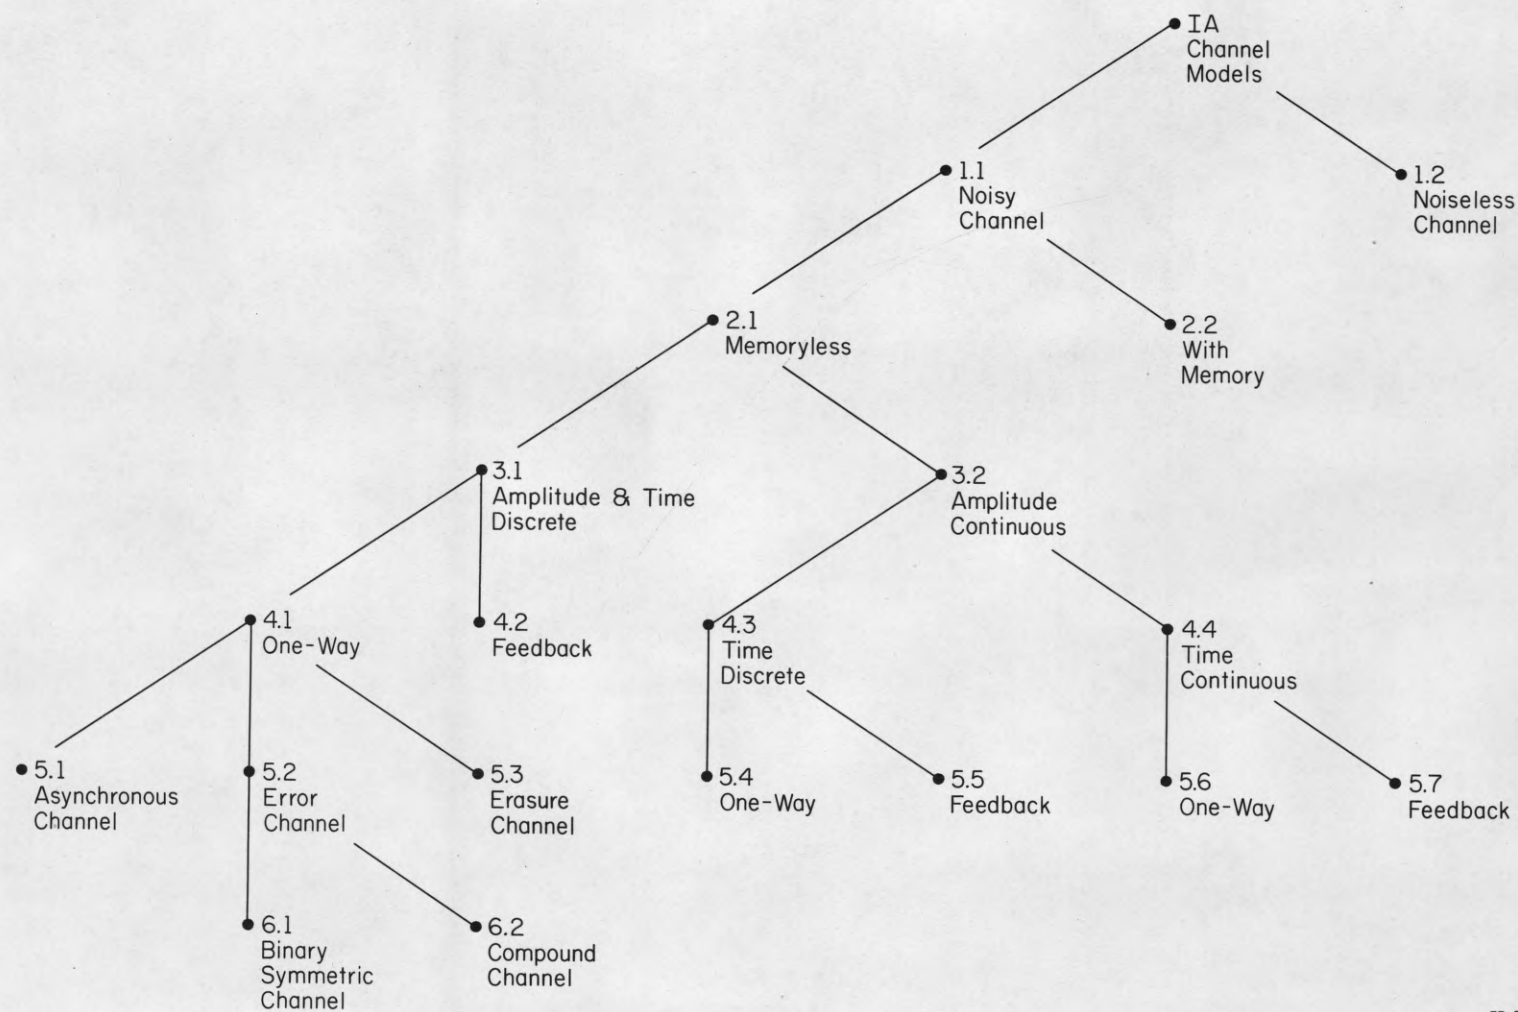 IA
Channel
Models
1.1
Noisy
Channel
1.2
Noiseless
Channel
2.1
Memoryless
2.2
With
Memory
3.1
Amplitude & Time
Discrete
3.2
Amplitude
Continuous
4.1
One-Way
4.2
Feedback
4.3
Time
Discrete
4.4
Time
Continuous
5.1
Asynchronous
Channel
5.2
Error
Channel
5.3
Erasure
Channel
5.4
One-Way
5.5
Feedback
5.6
One-Way
5.7
Feedback
6.1
Binary
Symmetric
Channel
6.2
Compound
Channel